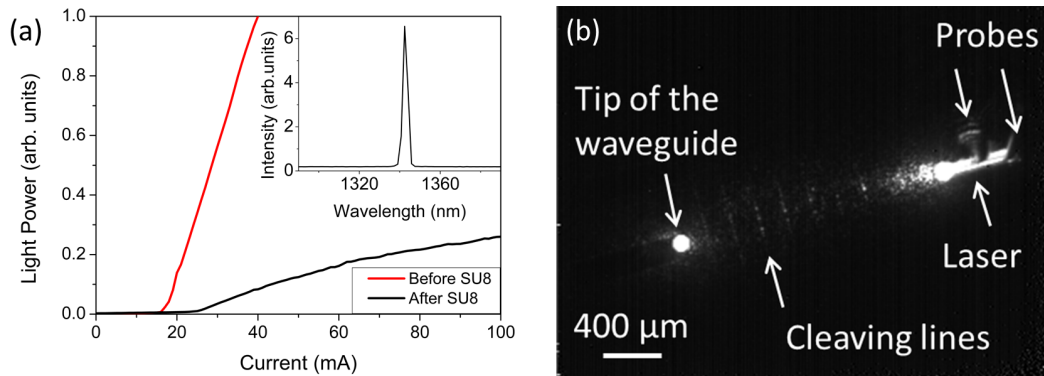 (a)
1.0
0.8
0.6
0.4
0.2
0.0
Light Power (arb. units)
0
20
40
60
80
100
Current (mA)
6
4
2
0
Intensity (arb.units)
1320
1360
Wavelength (nm)
Before SU8
After SU8
(b)
Probes
Tip of the
waveguide
Laser
Cleaving lines
400 μm